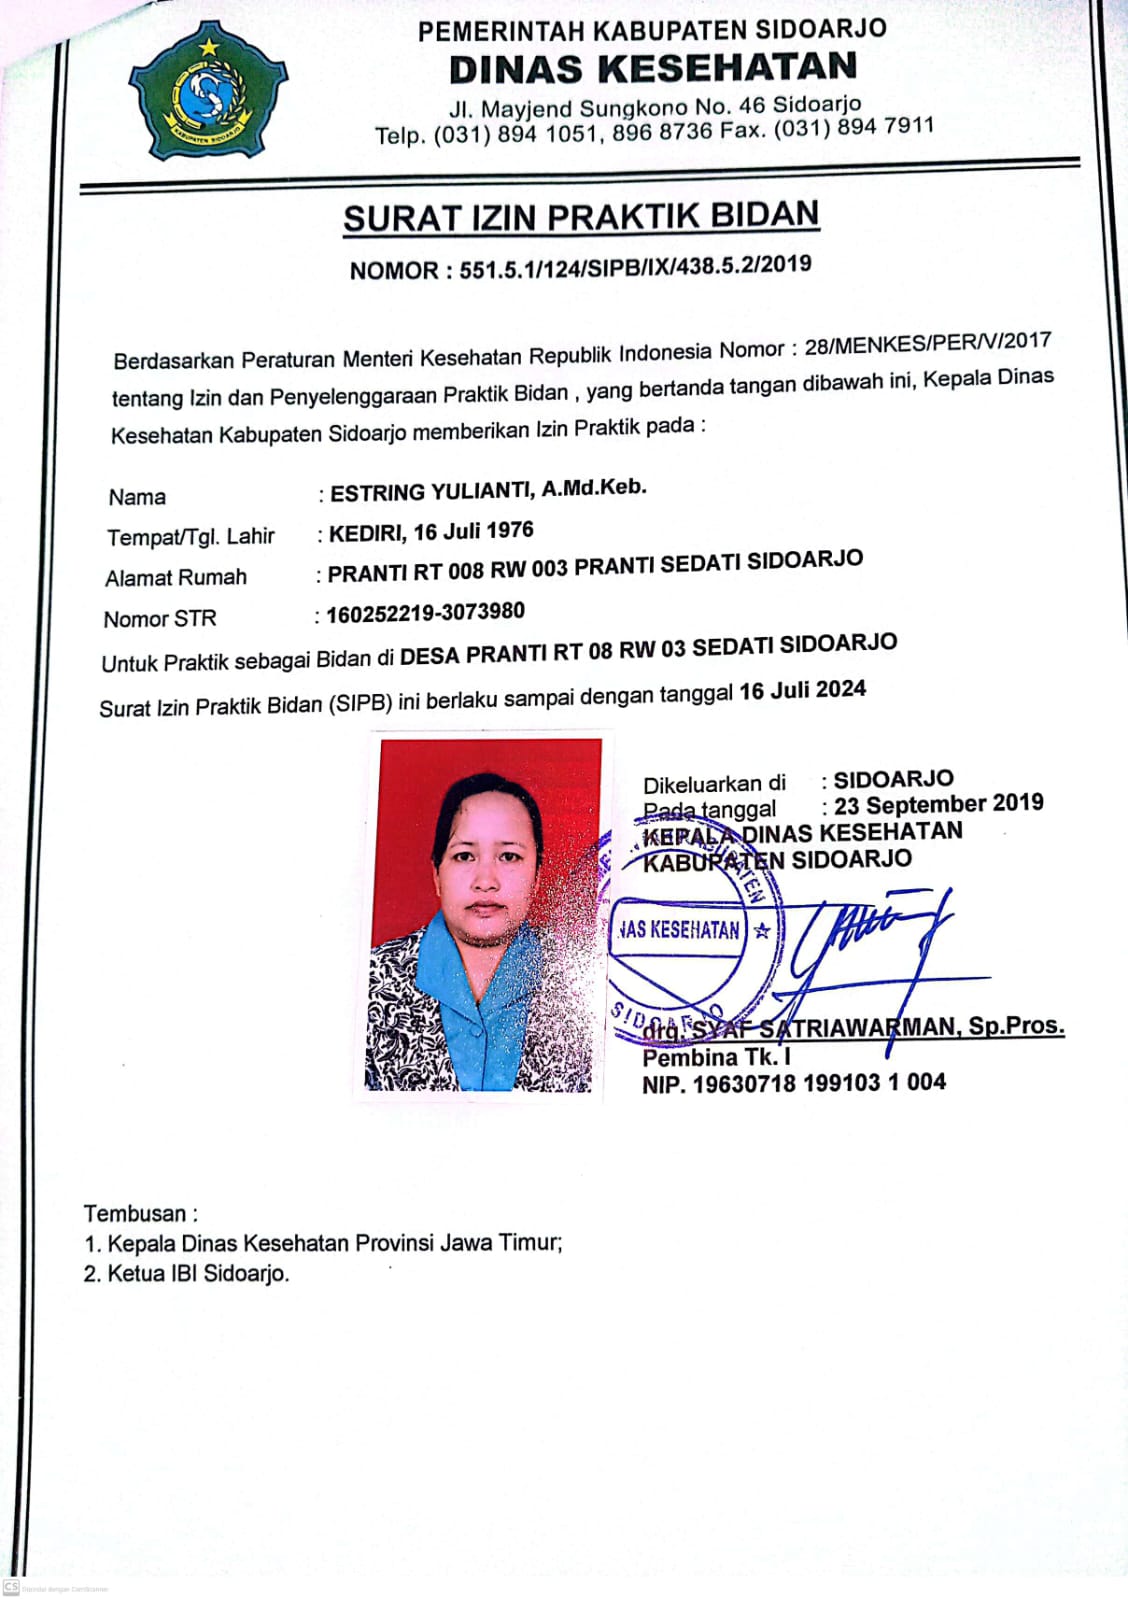 PEMERINTAH KABUPATEN SIDOARJO
DINAS KESEHATAN
Jl. Mayjend Sungkono No. 46 Sidoarjo
Telp. (031) 894 1051, 896 8736 Fax. (031) 894 7911
KABUPATEN SIDOARJO
SURAT IZIN PRAKTIK BIDAN
NOMOR : 551.5.1/124/SIPB/IX/438.5.2/2019
Berdasarkan Peraturan Menteri Kesehatan Republik Indonesia Nomor : 28/MENKES/PER/V/2017
tentang Izin dan Penyelenggaraan Praktik Bidan , yang bertanda tangan dibawah ini, Kepala Dinas
Kesehatan Kabupaten Sidoarjo memberikan Izin Praktik pada :
Nama : ESTRING YULIANTI, A.Md.Keb.
Tempat/Tgl. Lahir : KEDIRI, 16 Juli 1976
Alamat Rumah : PRANTI RT 008 RW 003 PRANTI SEDATI SIDOARJO
Nomor STR : 160252219-3073980
Untuk Praktik sebagai Bidan di DESA PRANTI RT 08 RW 03 SEDATI SIDOARJO
Surat Izin Praktik Bidan (SIPB) ini berlaku sampai dengan tanggal 16 Juli 2024
Dikeluarkan di : SIDOARJO
Pada tanggal : 23 September 2019
KEPALA DINAS KESEHATAN
KABUPATEN SIDOARJO
KABUPATEN
NAS KESEHATAN
SIDOARJO
drg. SYAF SATRIAWARMAN, Sp.Pros.
Pembina Tk. I
NIP. 19630718 199103 1 004
Tembusan :
1. Kepala Dinas Kesehatan Provinsi Jawa Timur;
2. Ketua IBI Sidoarjo.
CS Dipindai dengan CamScanner